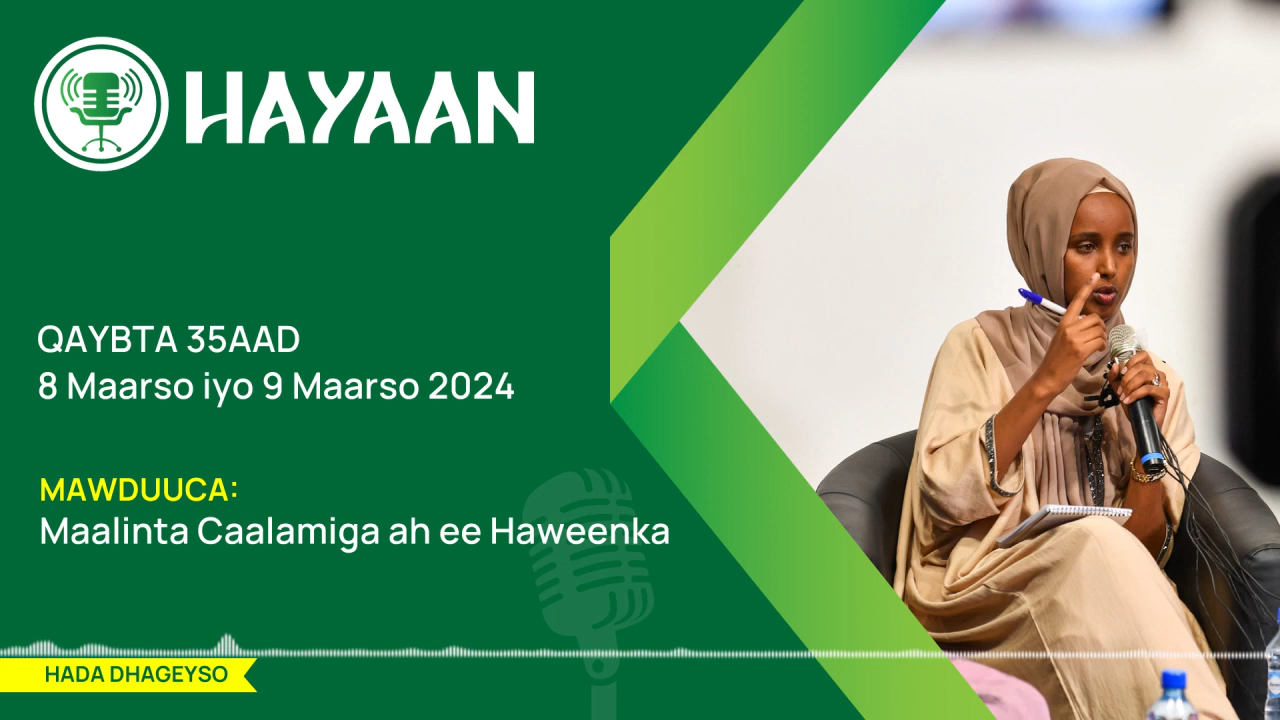 HAYAAN
QAYBTA 35AAD
8 Maarso iyo 9 Maarso 2024
MAWDUUCA:
Maalinta Caalamiga ah ee Haweenka
HADA DHAGEYSO